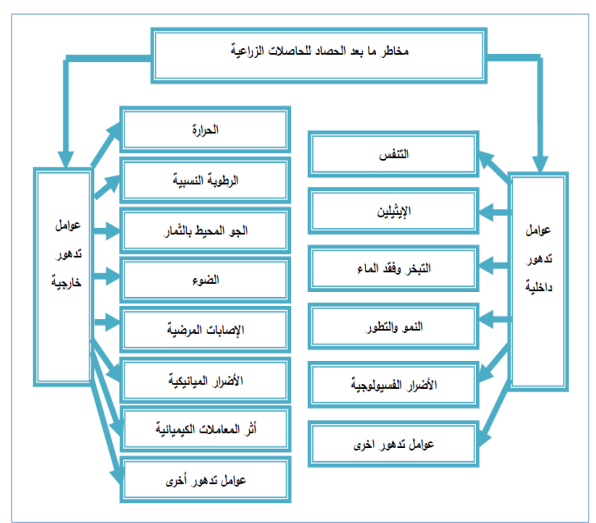 مخاطر ما بعد الحصاد للحاصلات الزراعية
عوامل
تدهور
داخلية
التنفس
الإيثيلين
التبخر وفقد الماء
النمو والتطور
الأضرار الفسيولوجية
عوامل تدهور اخرى
عوامل
تدهور
خارجية
الحرارة
الرطوبة النسبية
الجو المحيط بالثمار
الضوء
الإصابات المرضية
الأضرار الميانيكية
أثر المعاملات الكيميائية
عوامل تدهور أخرى